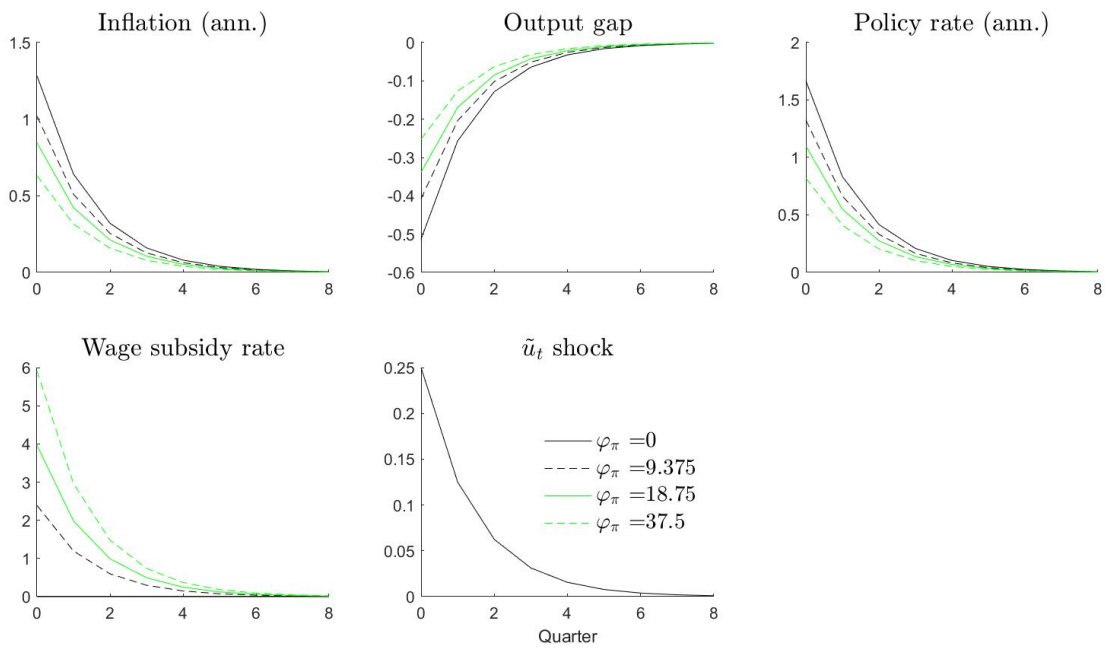 Inflation (ann.)
1.5
1
0.5
0
0 2 4 6 8
Output gap
0
-0.1
-0.2
-0.3
-0.4
-0.5
-0.6
0 2 4 6 8
Policy rate (ann.)
2
1.5
1
0.5
0
0 2 4 6 8
Wage subsidy rate
6
5
4
3
2
1
0
0 2 4 6 8
ũₜ shock
0.25
0.2
0.15
0.1
0.05
0
0 2 4 6 8
Quarter
φ_π =0
φ_π =9.375
φ_π =18.75
φ_π =37.5